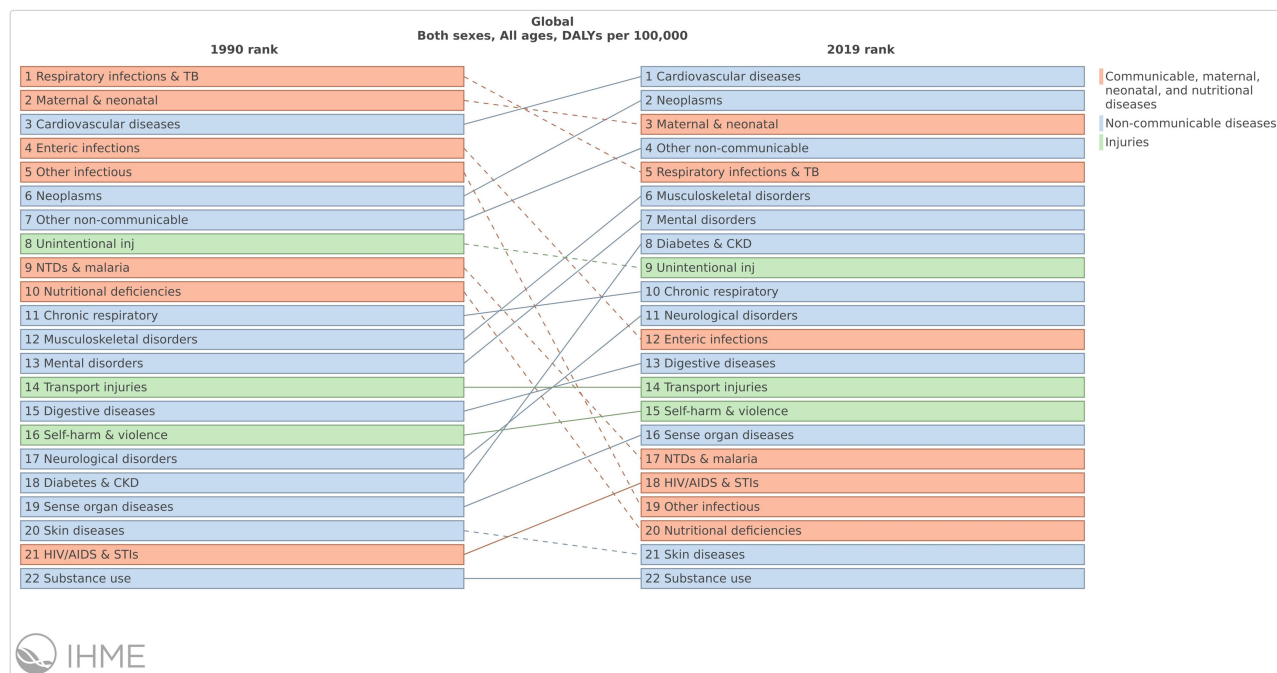 Global
Both sexes, All ages, DALYs per 100,000
1990 rank
1 Respiratory infections & TB
2 Maternal & neonatal
3 Cardiovascular diseases
4 Enteric infections
5 Other infectious
6 Neoplasms
7 Other non-communicable
8 Unintentional inj
9 NTDs & malaria
10 Nutritional deficiencies
11 Chronic respiratory
12 Musculoskeletal disorders
13 Mental disorders
14 Transport injuries
15 Digestive diseases
16 Self-harm & violence
17 Neurological disorders
18 Diabetes & CKD
19 Sense organ diseases
20 Skin diseases
21 HIV/AIDS & STIs
22 Substance use
2019 rank
1 Cardiovascular diseases
2 Neoplasms
3 Maternal & neonatal
4 Other non-communicable
5 Respiratory infections & TB
6 Musculoskeletal disorders
7 Mental disorders
8 Diabetes & CKD
9 Unintentional inj
10 Chronic respiratory
11 Neurological disorders
12 Enteric infections
13 Digestive diseases
14 Transport injuries
15 Self-harm & violence
16 Sense organ diseases
17 NTDs & malaria
18 HIV/AIDS & STIs
19 Other infectious
20 Nutritional deficiencies
21 Skin diseases
22 Substance use
Communicable, maternal,
neonatal, and nutritional
diseases
Non-communicable diseases
Injuries
IHME